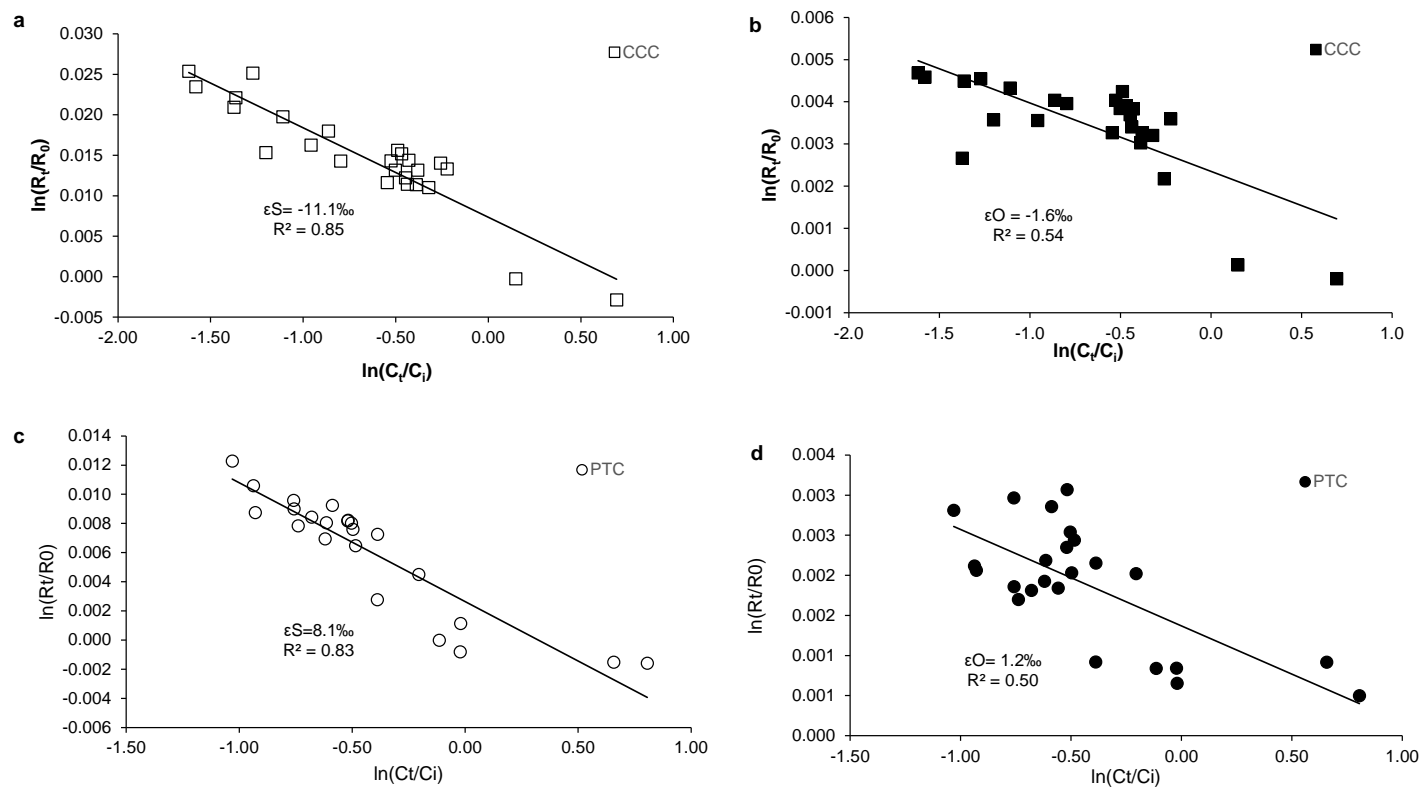 a
ln(Rt/R0)
0.030
0.025
0.020
0.015
0.010
0.005
0.000
-0.005
-2.00
-1.50
-1.00
-0.50
0.00
0.50
1.00
CCC
εS= -11.1‰
R² = 0.85
ln(Ct/Ci)
b
ln(Rt/R0)
0.006
0.005
0.004
0.003
0.002
0.001
0.000
-0.001
-2.0
-1.5
-1.0
-0.5
0.0
0.5
1.0
CCC
εO = -1.6‰
R² = 0.54
ln(Ct/Ci)
c
ln(Rt/R0)
0.014
0.012
0.010
0.008
0.006
0.004
0.002
0.000
-0.002
-0.004
-0.006
-1.50
-1.00
-0.50
0.00
0.50
1.00
PTC
εS=8.1‰
R² = 0.83
ln(Ct/Ci)
d
ln(Rt/R0)
0.004
0.003
0.003
0.002
0.002
0.001
0.001
0.000
-1.50
-1.00
-0.50
0.00
0.50
1.00
PTC
εO= 1.2‰
R² = 0.50
ln(Ct/Ci)